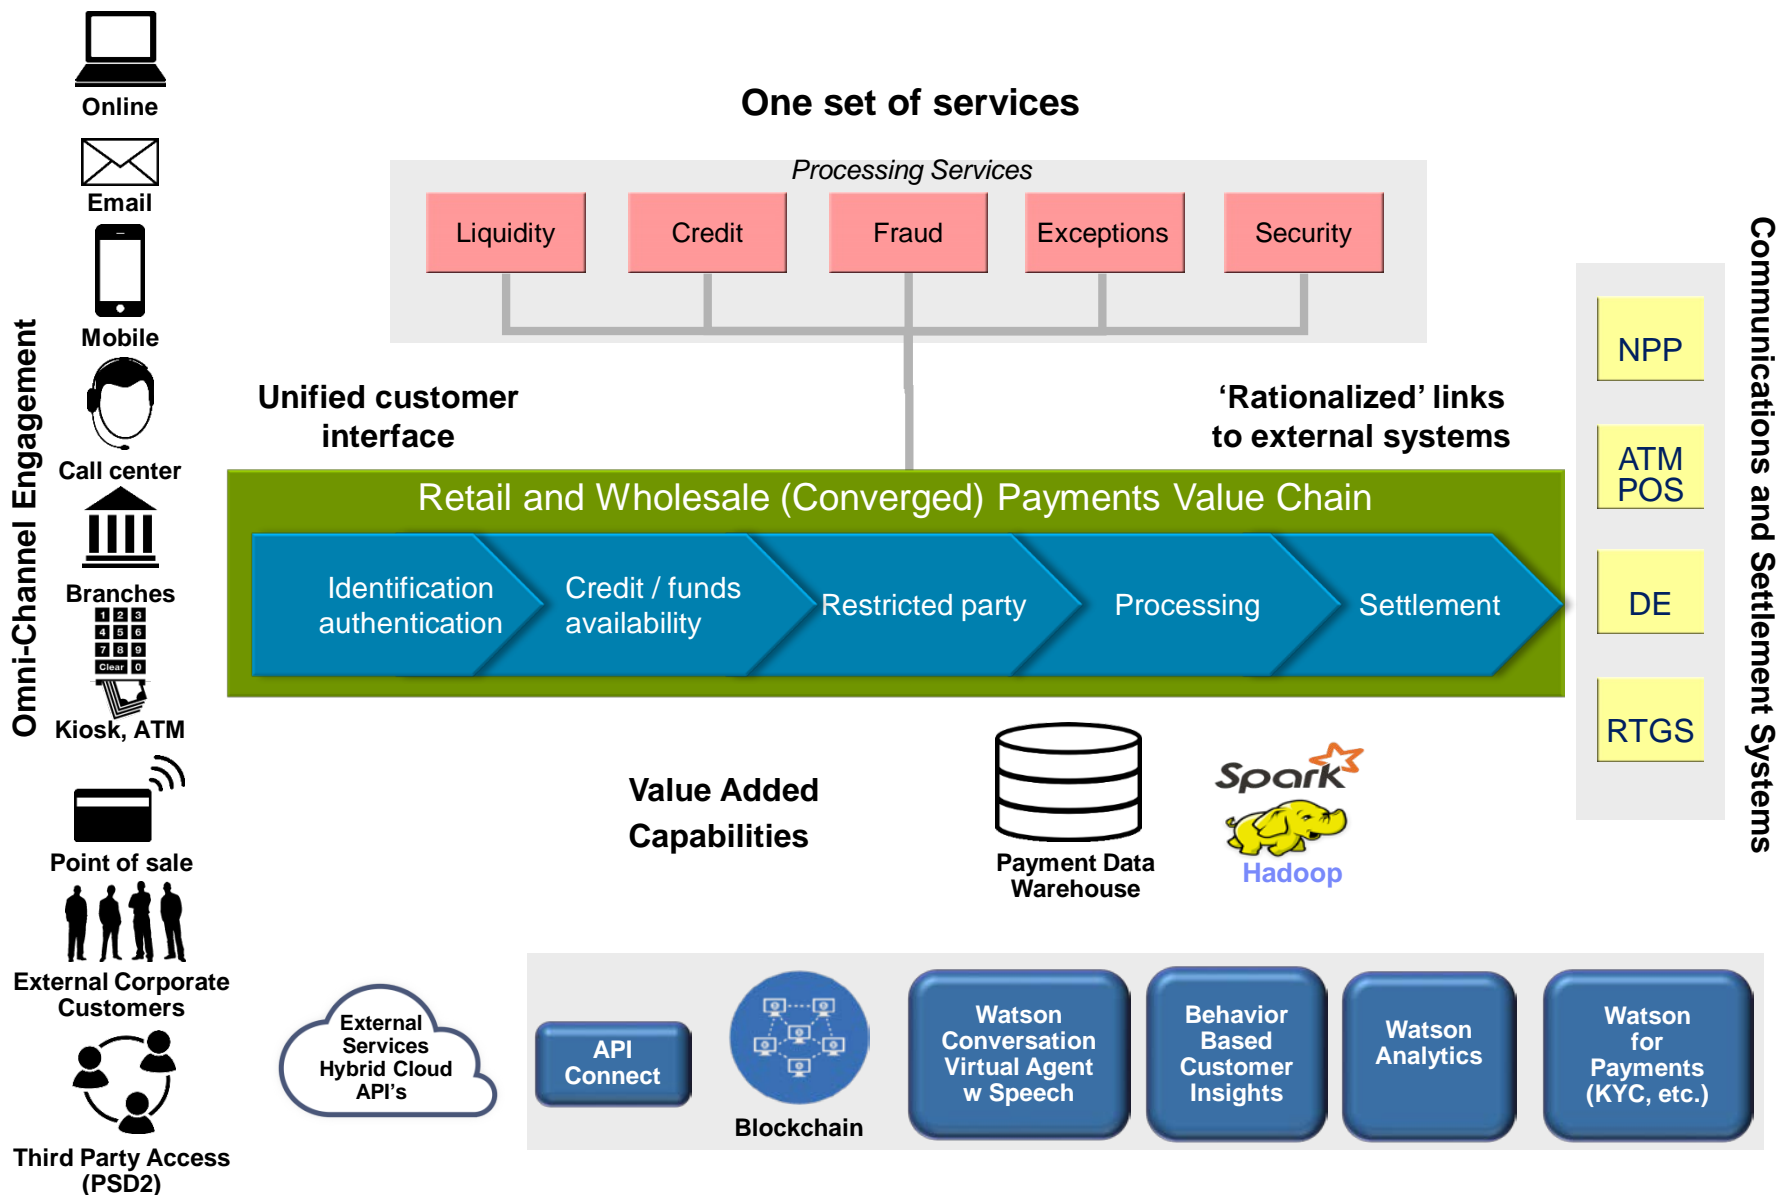 Online
Email
Mobile
Call center
Branches
1 2 3
4 5 6
7 8 9
Clear 0
Kiosk, ATM
Point of sale
External Corporate
Customers
Third Party Access
(PSD2)
Omni-Channel Engagement
One set of services
Processing Services
Liquidity
Credit
Fraud
Exceptions
Security
Unified customer
interface
‘Rationalized’ links
to external systems
Retail and Wholesale (Converged) Payments Value Chain
Identification
authentication
Credit / funds
availability
Restricted party
Processing
Settlement
NPP
ATM
POS
DE
RTGS
Communications and Settlement Systems
Value Added
Capabilities
Payment Data
Warehouse
Spark
Hadoop
External
Services
Hybrid Cloud
API’s
API
Connect
Blockchain
Watson
Conversation
Virtual Agent
w Speech
Behavior
Based
Customer
Insights
Watson
Analytics
Watson
for
Payments
(KYC, etc.)